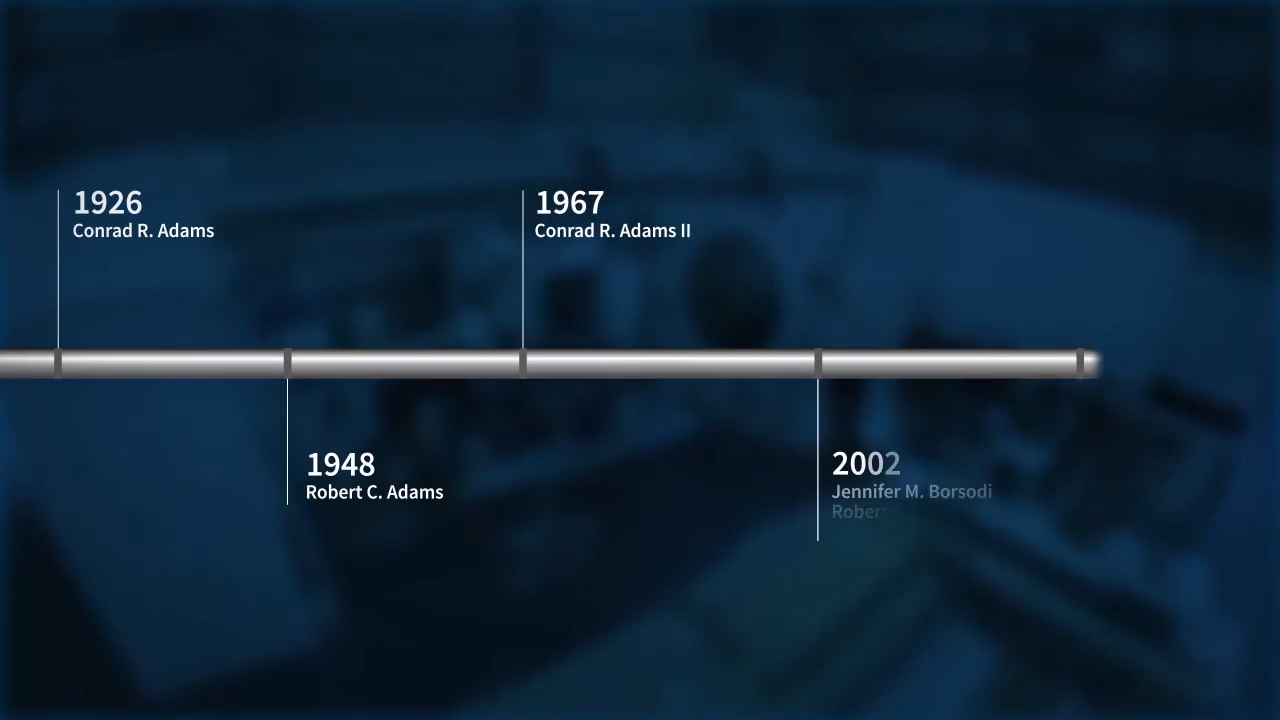 1926
Conrad R. Adams
1967
Conrad R. Adams II
1948
Robert C. Adams
2002
Jennifer M. Borsodi